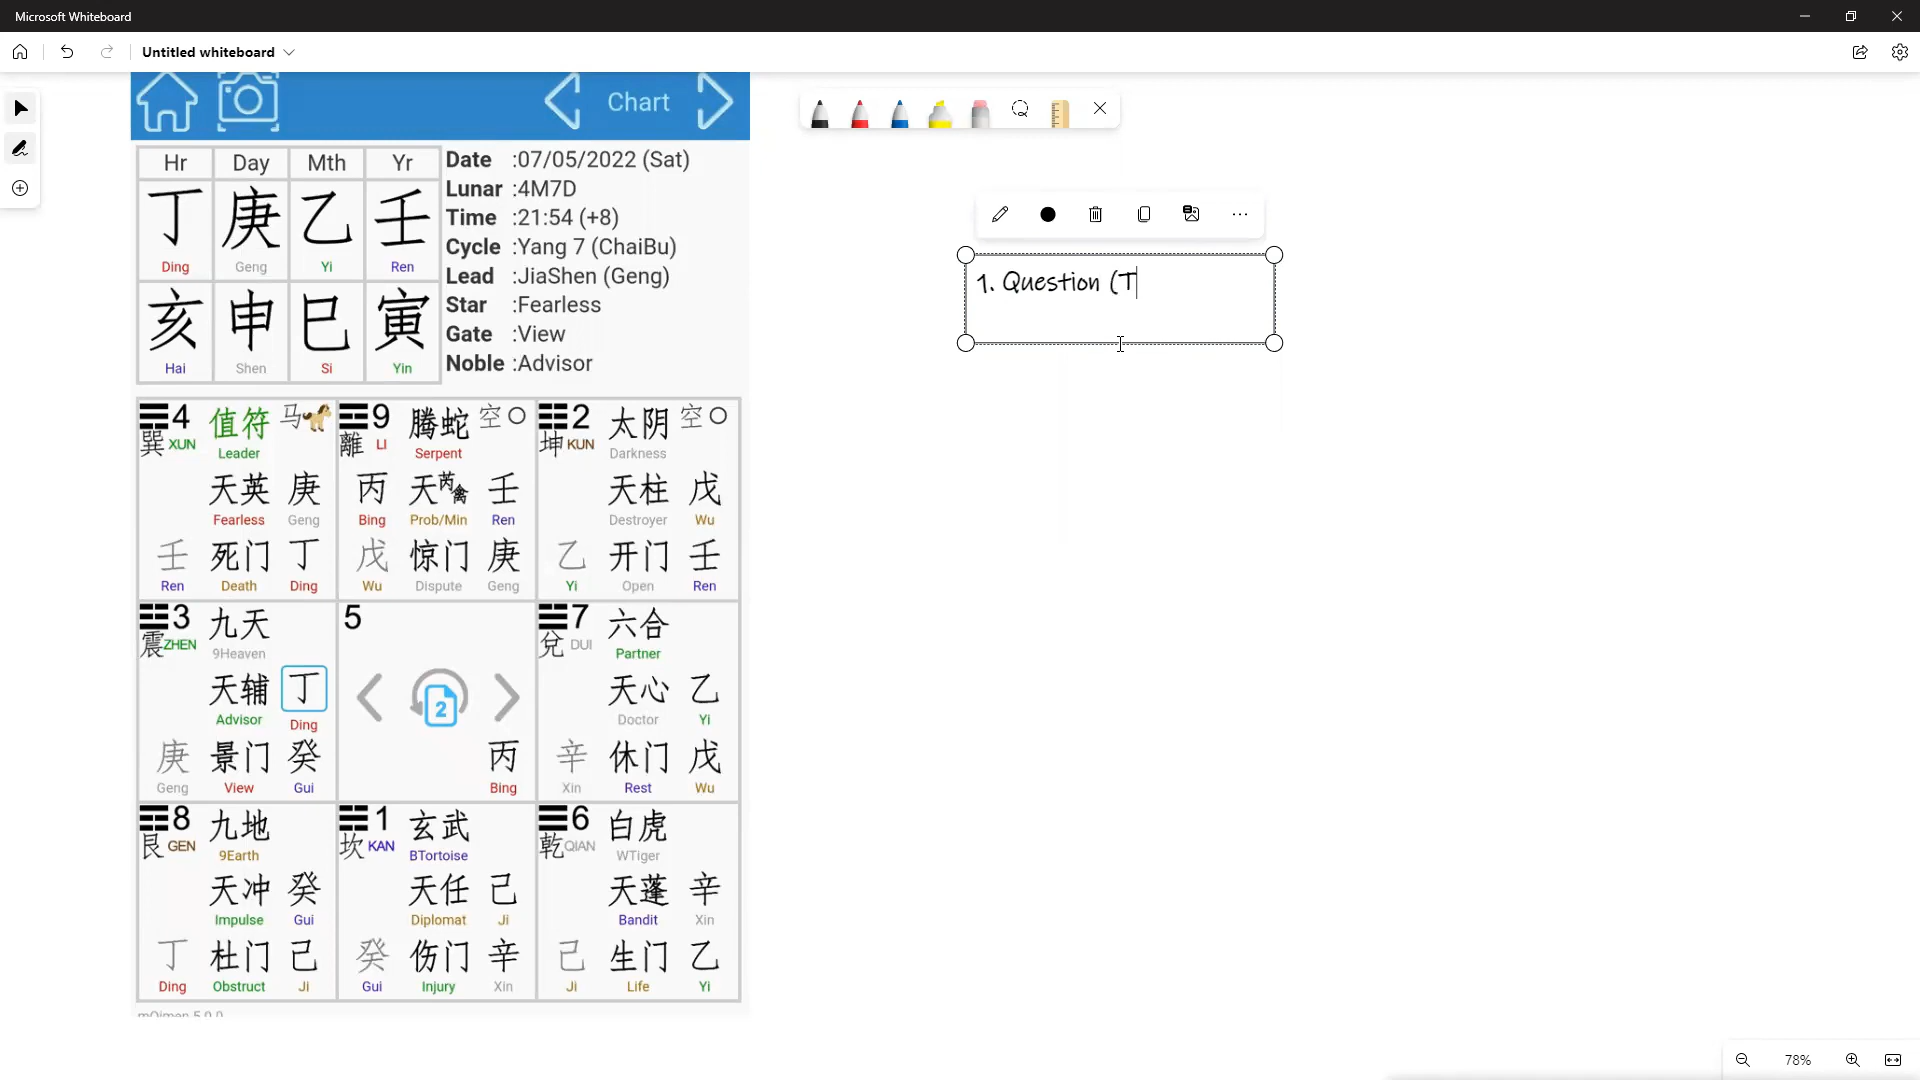 Microsoft Whiteboard
Untitled whiteboard
Chart
Hr Day Mth Yr
丁 庚 乙 壬
Ding Geng Yi Ren
亥 申 巳 寅
Hai Shen Si Yin
Date :07/05/2022 (Sat)
Lunar :4M7D
Time :21:54 (+8)
Cycle :Yang 7 (ChaiBu)
Lead :JiaShen (Geng)
Star :Fearless
Gate :View
Noble :Advisor
4 值符 马
巽 XUN Leader
天英 庚
Fearless Geng
壬 死门 丁
Ren Death Ding
9 腾蛇 空
離 LI Serpent
丙 天芮禽 壬
Bing Prob/Min Ren
戊 惊门 庚
Wu Dispute Geng
2 太阴 空
坤 KUN Darkness
天柱 戊
Destroyer Wu
乙 开门 壬
Yi Open Ren
3 九天
震 ZHEN 9Heaven
天辅 丁
Advisor Ding
庚 景门 癸
Geng View Gui
5
2
丙
Bing
7 六合
兌 DUI Partner
天心 乙
Doctor Yi
辛 休门 戊
Xin Rest Wu
8 九地
艮 GEN 9Earth
天冲 癸
Impulse Gui
丁 杜门 己
Ding Obstruct Ji
1 玄武
坎 KAN BTortoise
天任 己
Diplomat Ji
癸 伤门 辛
Gui Injury Xin
6 白虎
乾 QIAN WTiger
天蓬 辛
Bandit Xin
己 生门 乙
Ji Life Yi
mQimen 5.0.0
1. Question (T
78%